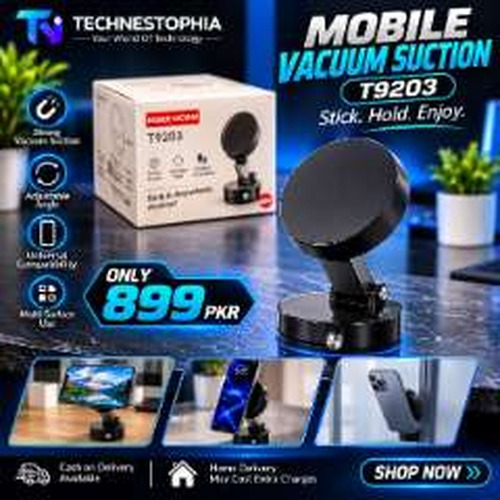 TECHNESTOPHIA
Your World Of Technology
MOBILE
VACUUM SUCTION
T9203
Stick. Hold. Enjoy.
T9203
Strong
Vacuum Suction
Adjustable
Angle
Universal
Compatibility
Multi-Surface
Use
ONLY
899 PKR
Cash on Delivery
Available
Home Delivery
May Cost Extra Charges
SHOP NOW >>